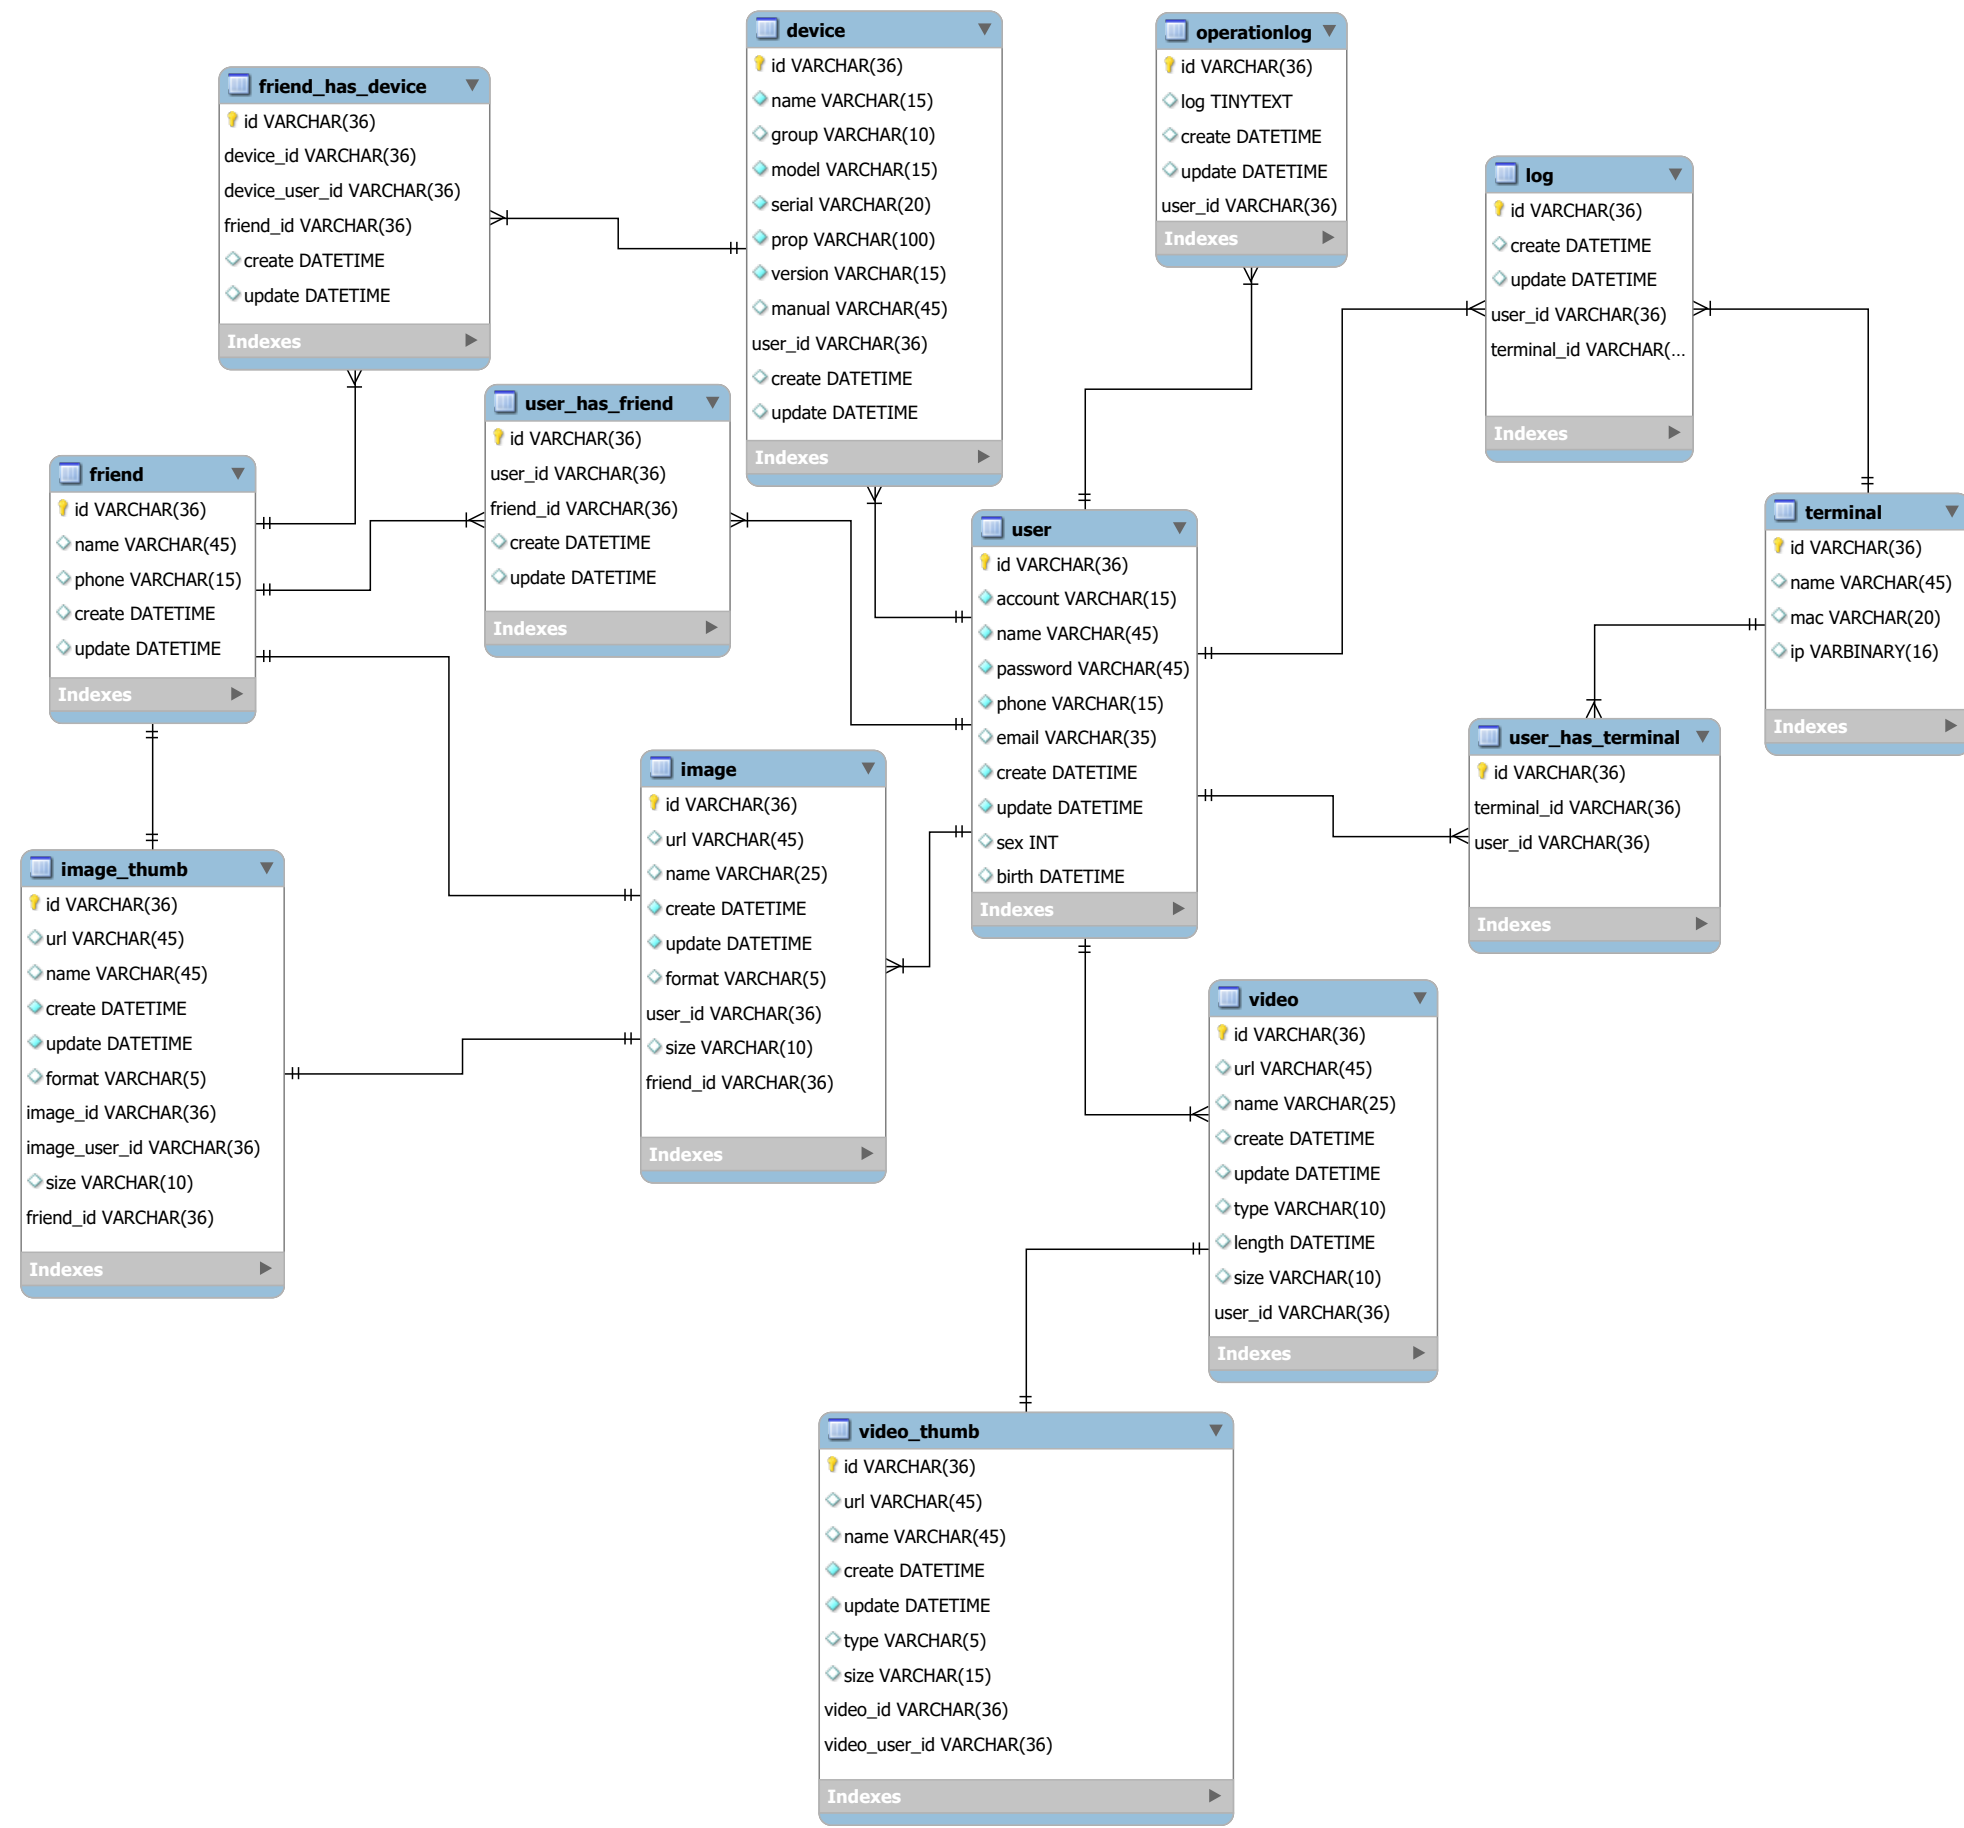 device
id VARCHAR(36)
name VARCHAR(15)
group VARCHAR(10)
model VARCHAR(15)
serial VARCHAR(20)
prop VARCHAR(100)
version VARCHAR(15)
manual VARCHAR(45)
user_id VARCHAR(36)
create DATETIME
update DATETIME
Indexes
operationlog
id VARCHAR(36)
log TINYTEXT
create DATETIME
update DATETIME
user_id VARCHAR(36)
Indexes
friend_has_device
id VARCHAR(36)
device_id VARCHAR(36)
device_user_id VARCHAR(36)
friend_id VARCHAR(36)
create DATETIME
update DATETIME
Indexes
log
id VARCHAR(36)
create DATETIME
update DATETIME
user_id VARCHAR(36)
terminal_id VARCHAR(...
Indexes
user_has_friend
id VARCHAR(36)
user_id VARCHAR(36)
friend_id VARCHAR(36)
create DATETIME
update DATETIME
Indexes
friend
id VARCHAR(36)
name VARCHAR(45)
phone VARCHAR(15)
create DATETIME
update DATETIME
Indexes
user
id VARCHAR(36)
account VARCHAR(15)
name VARCHAR(45)
password VARCHAR(45)
phone VARCHAR(15)
email VARCHAR(35)
create DATETIME
update DATETIME
sex INT
birth DATETIME
Indexes
terminal
id VARCHAR(36)
name VARCHAR(45)
mac VARCHAR(20)
ip VARBINARY(16)
Indexes
user_has_terminal
id VARCHAR(36)
terminal_id VARCHAR(36)
user_id VARCHAR(36)
Indexes
image
id VARCHAR(36)
url VARCHAR(45)
name VARCHAR(25)
create DATETIME
update DATETIME
format VARCHAR(5)
user_id VARCHAR(36)
size VARCHAR(10)
friend_id VARCHAR(36)
Indexes
image_thumb
id VARCHAR(36)
url VARCHAR(45)
name VARCHAR(45)
create DATETIME
update DATETIME
format VARCHAR(5)
image_id VARCHAR(36)
image_user_id VARCHAR(36)
size VARCHAR(10)
friend_id VARCHAR(36)
Indexes
video
id VARCHAR(36)
url VARCHAR(45)
name VARCHAR(25)
create DATETIME
update DATETIME
type VARCHAR(10)
length DATETIME
size VARCHAR(10)
user_id VARCHAR(36)
Indexes
video_thumb
id VARCHAR(36)
url VARCHAR(45)
name VARCHAR(45)
create DATETIME
update DATETIME
type VARCHAR(5)
size VARCHAR(15)
video_id VARCHAR(36)
video_user_id VARCHAR(36)
Indexes